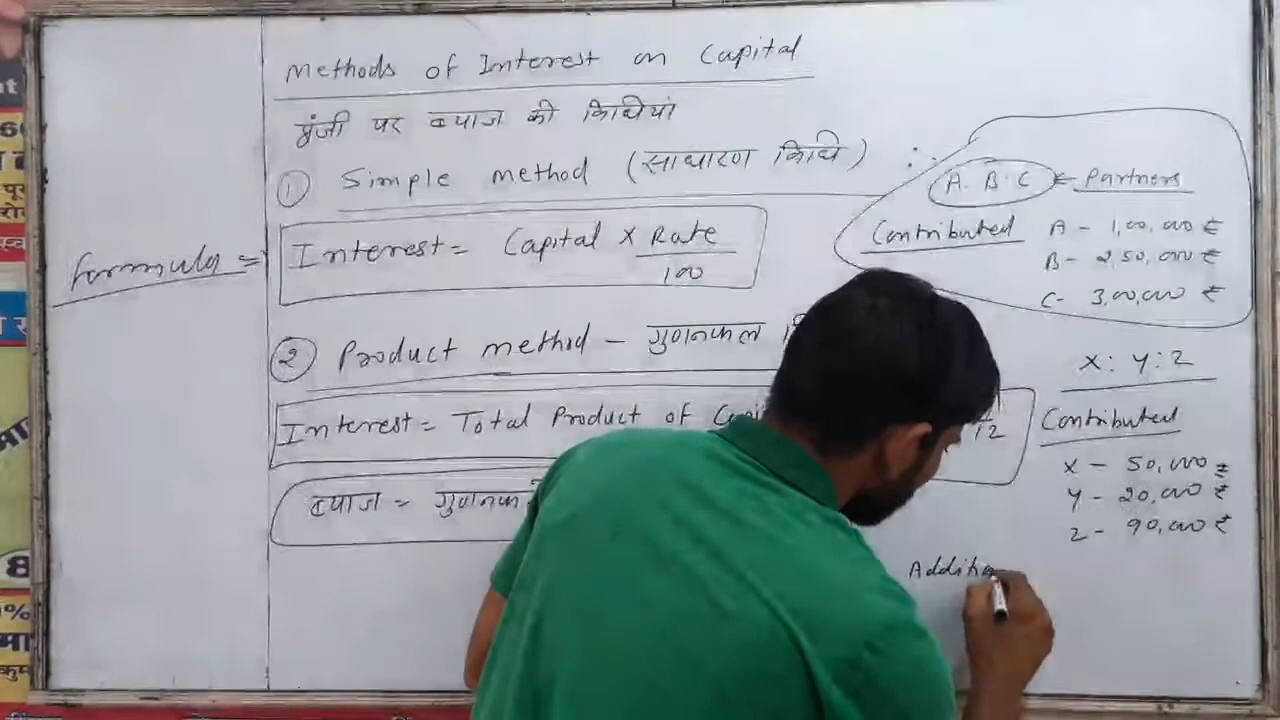 Methods of Interest on Capital
पूंजी पर ब्याज की विधियां
① Simple method (साधारण विधि) ∴
Formula =
Interest = Capital × Rate / 100
② Product method - गुणनफल
Interest = Total Product of
12
ब्याज = गुणनफल
A. B. C ← Partners
Contributed A - 1,00,000 ₹
B - 2,50,000 ₹
C - 3,00,000 ₹
X : Y : Z
Contributed
X - 50,000 ₹
Y - 20,000 ₹
Z - 90,000 ₹
Additio